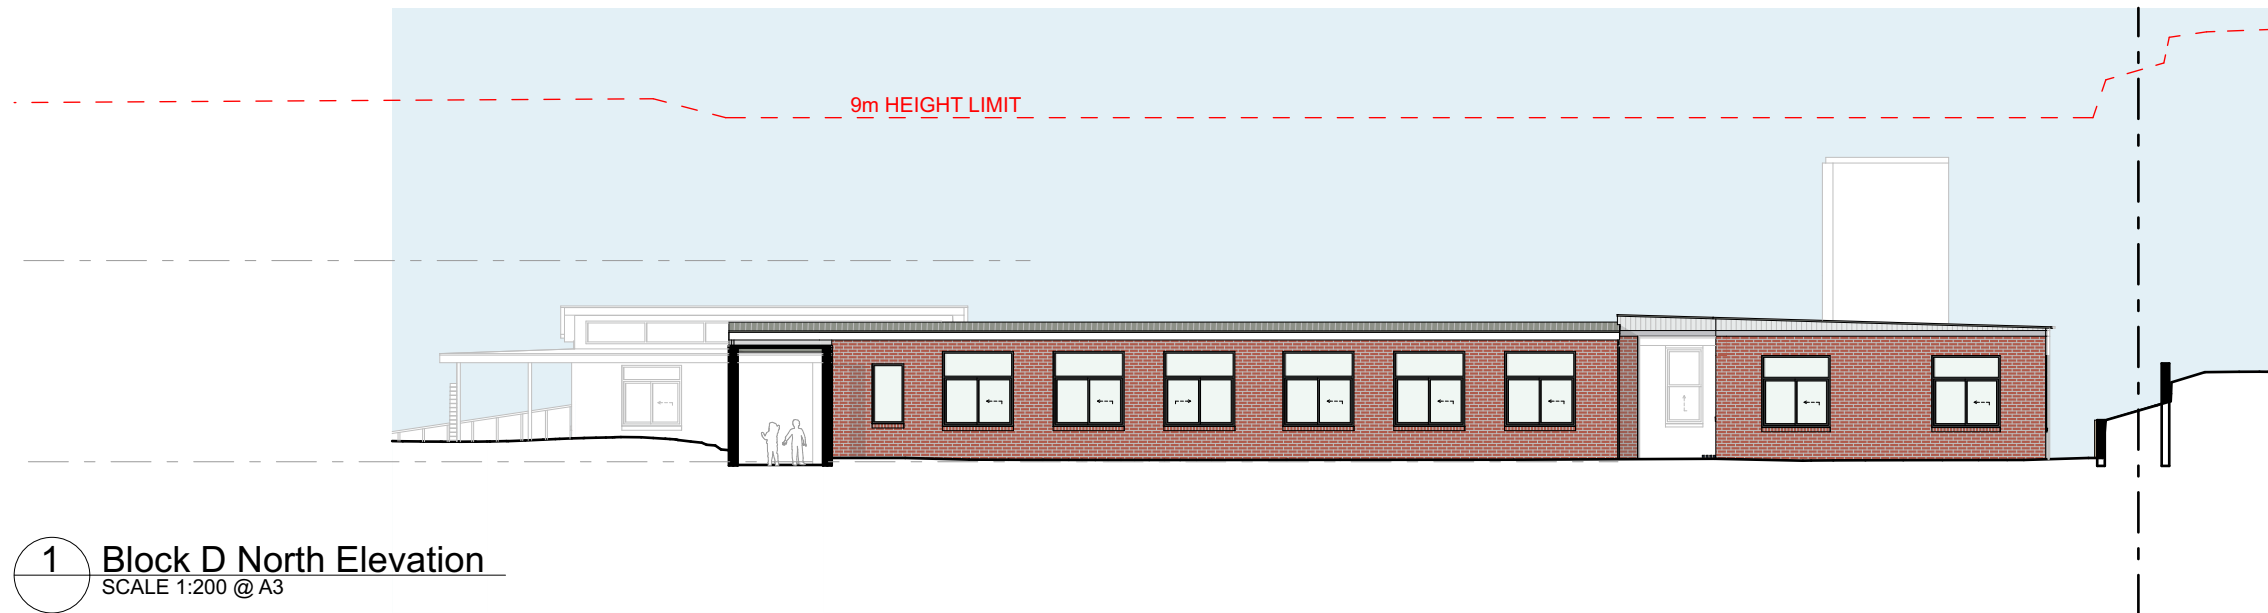 9m HEIGHT LIMIT
1
Block D North Elevation
SCALE 1:200 @ A3